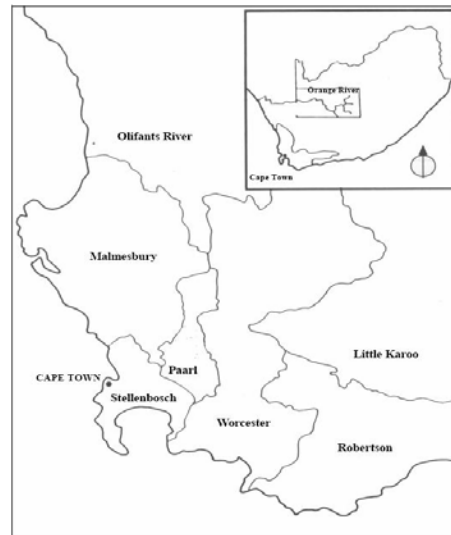 Orange River
Cape Town
Olifants River
Malmesbury
Little Karoo
Paarl
CAPE TOWN
Stellenbosch
Worcester
Robertson